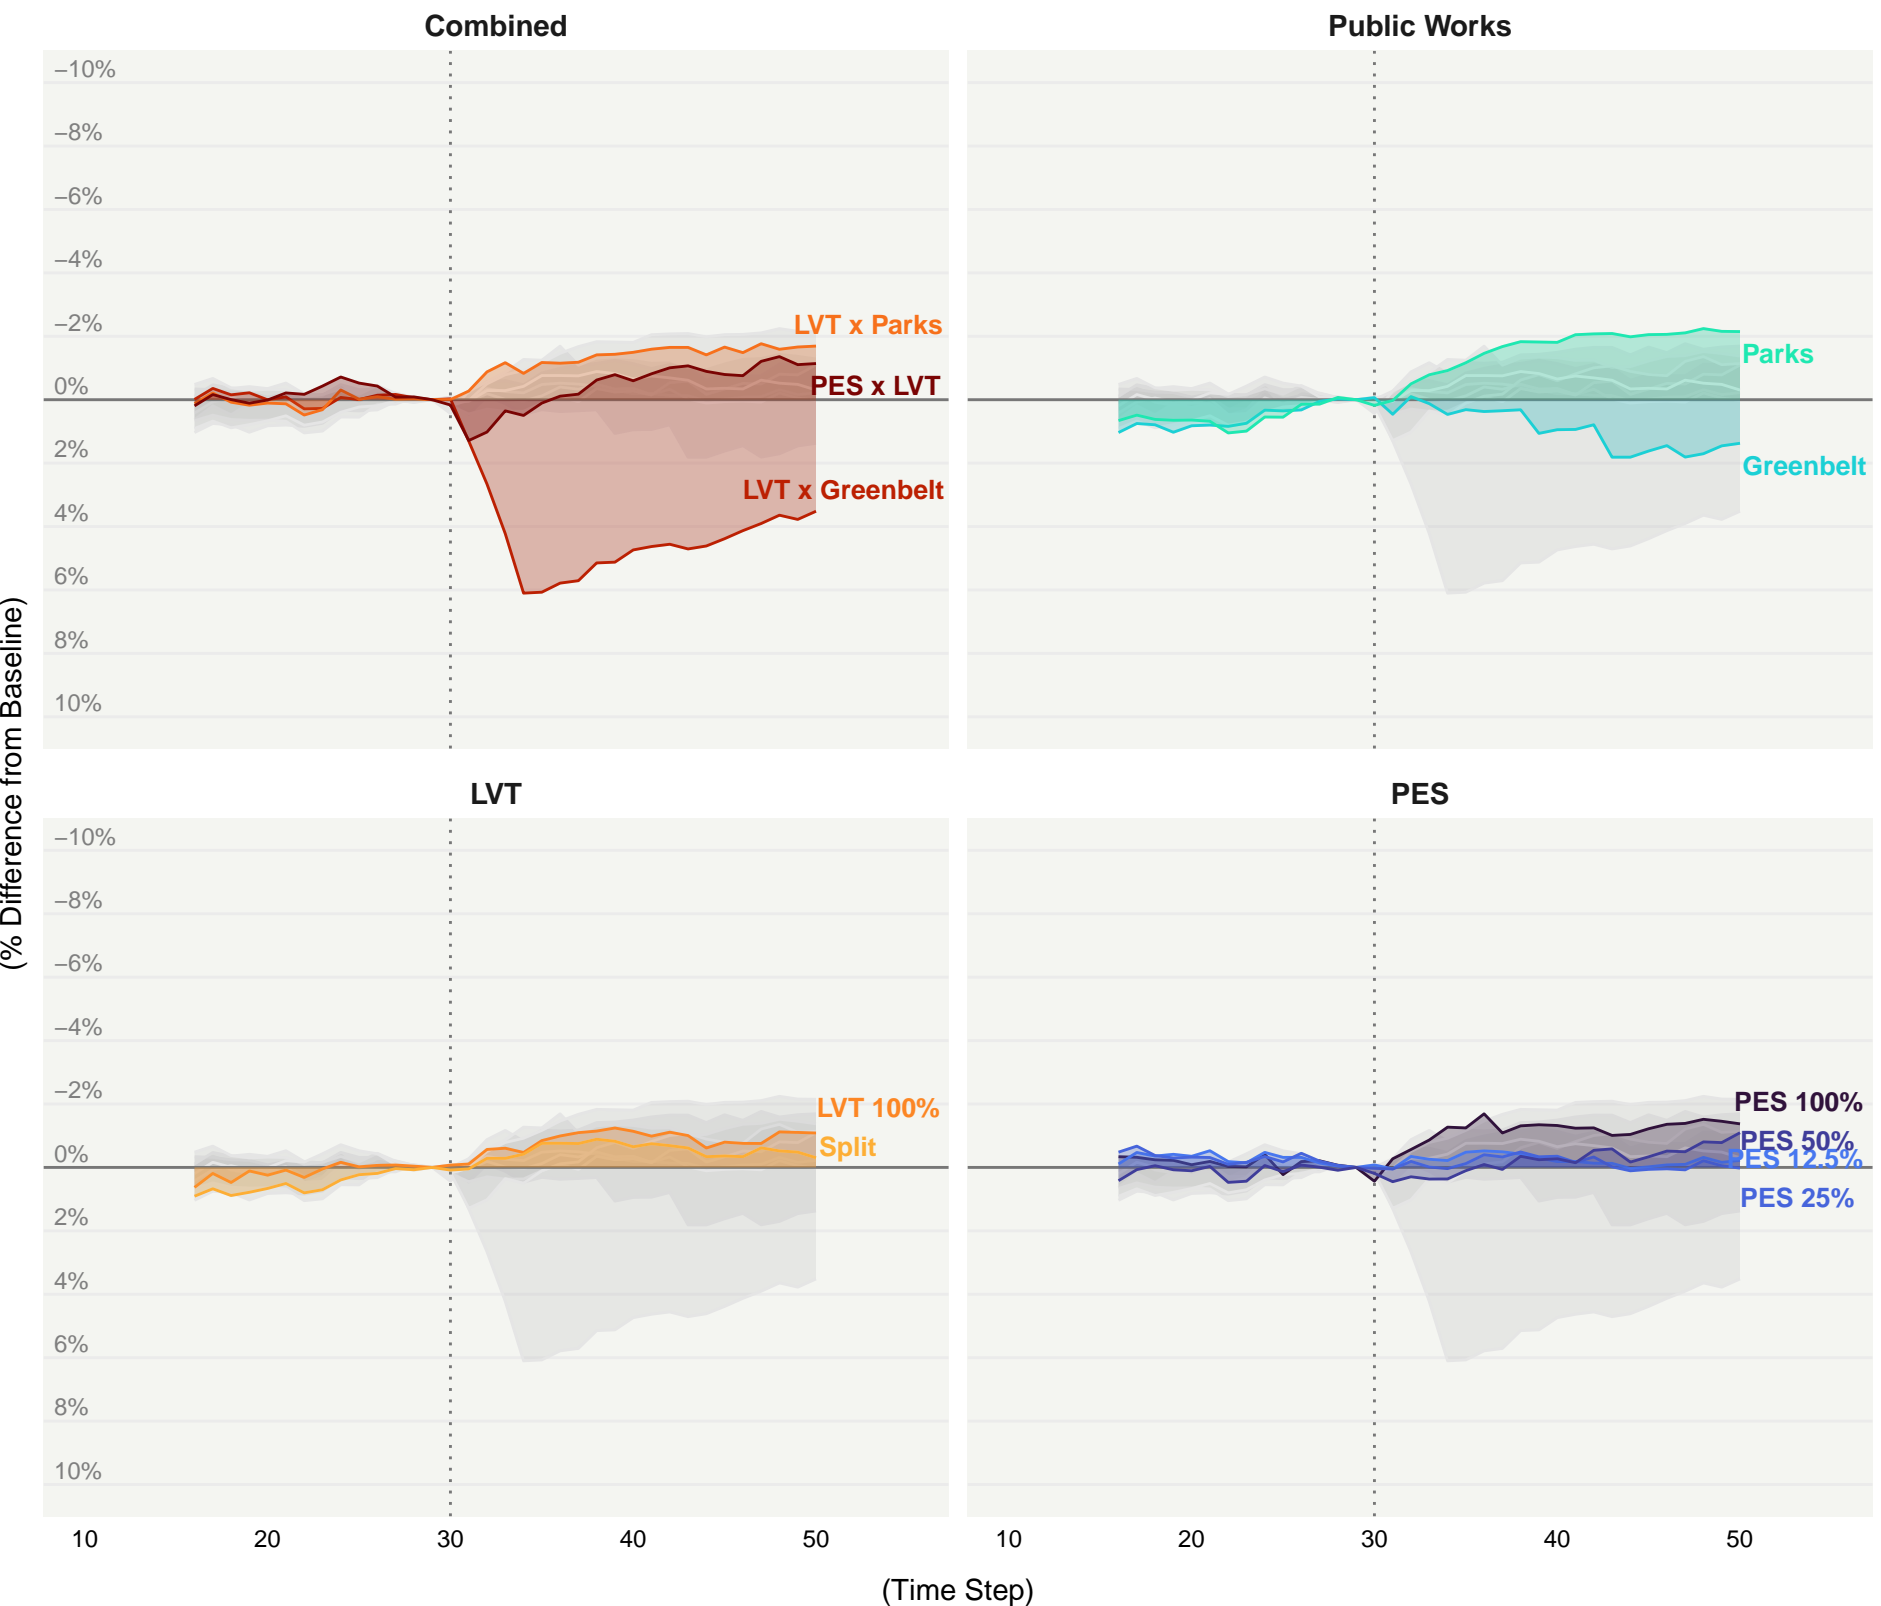 Combined
Public Works
–10%
–8%
–6%
–4%
–2%
0%
2%
4%
6%
8%
10%
LVT x Parks
PES x LVT
LVT x Greenbelt
Parks
Greenbelt
(% Difference from Baseline)
LVT
PES
–10%
–8%
–6%
–4%
–2%
0%
2%
4%
6%
8%
10%
LVT 100%
Split
PES 100%
PES 50%
PES 12.5%
PES 25%
10 20 30 40 50
10 20 30 40 50
(Time Step)